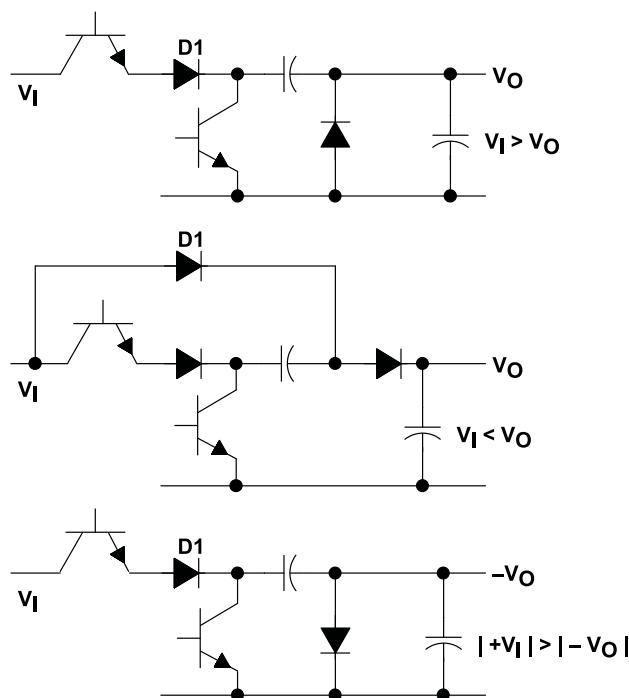 D1
VI
VO
VI > VO
D1
VI
VO
VI < VO
D1
VI
–VO
| +VI | > | – VO |